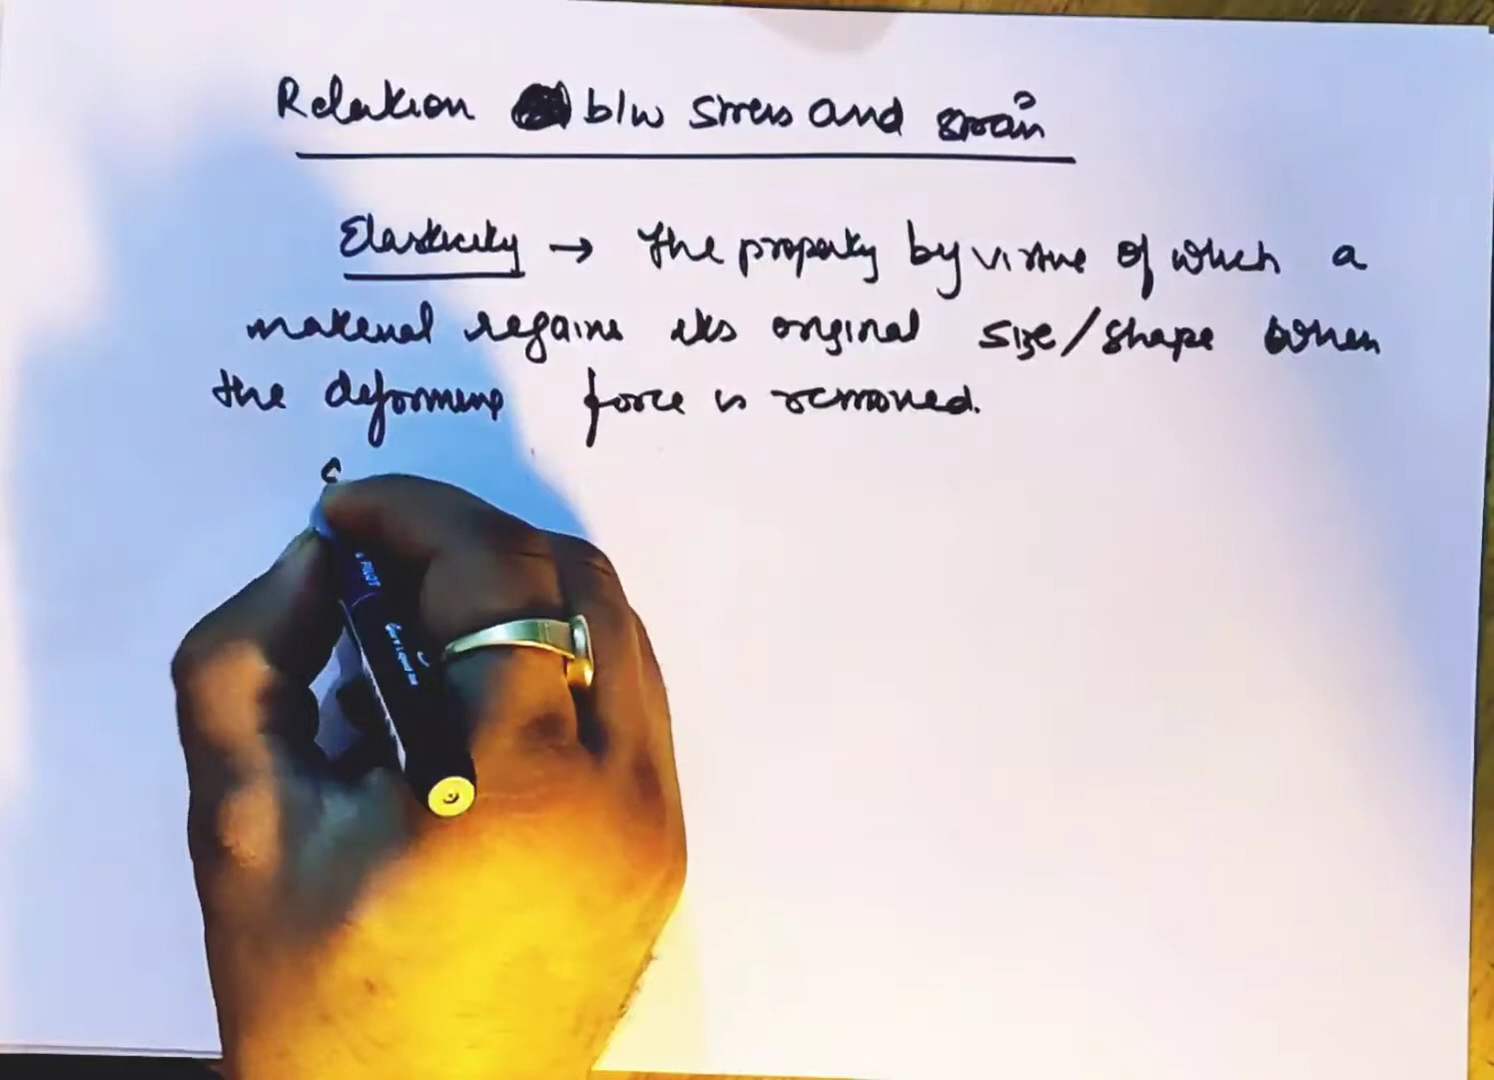 Relation b/w stress and strain
Elasticity → the property by virtue of which a
material regains its original size/shape when
the deforming force is removed.
PILOT